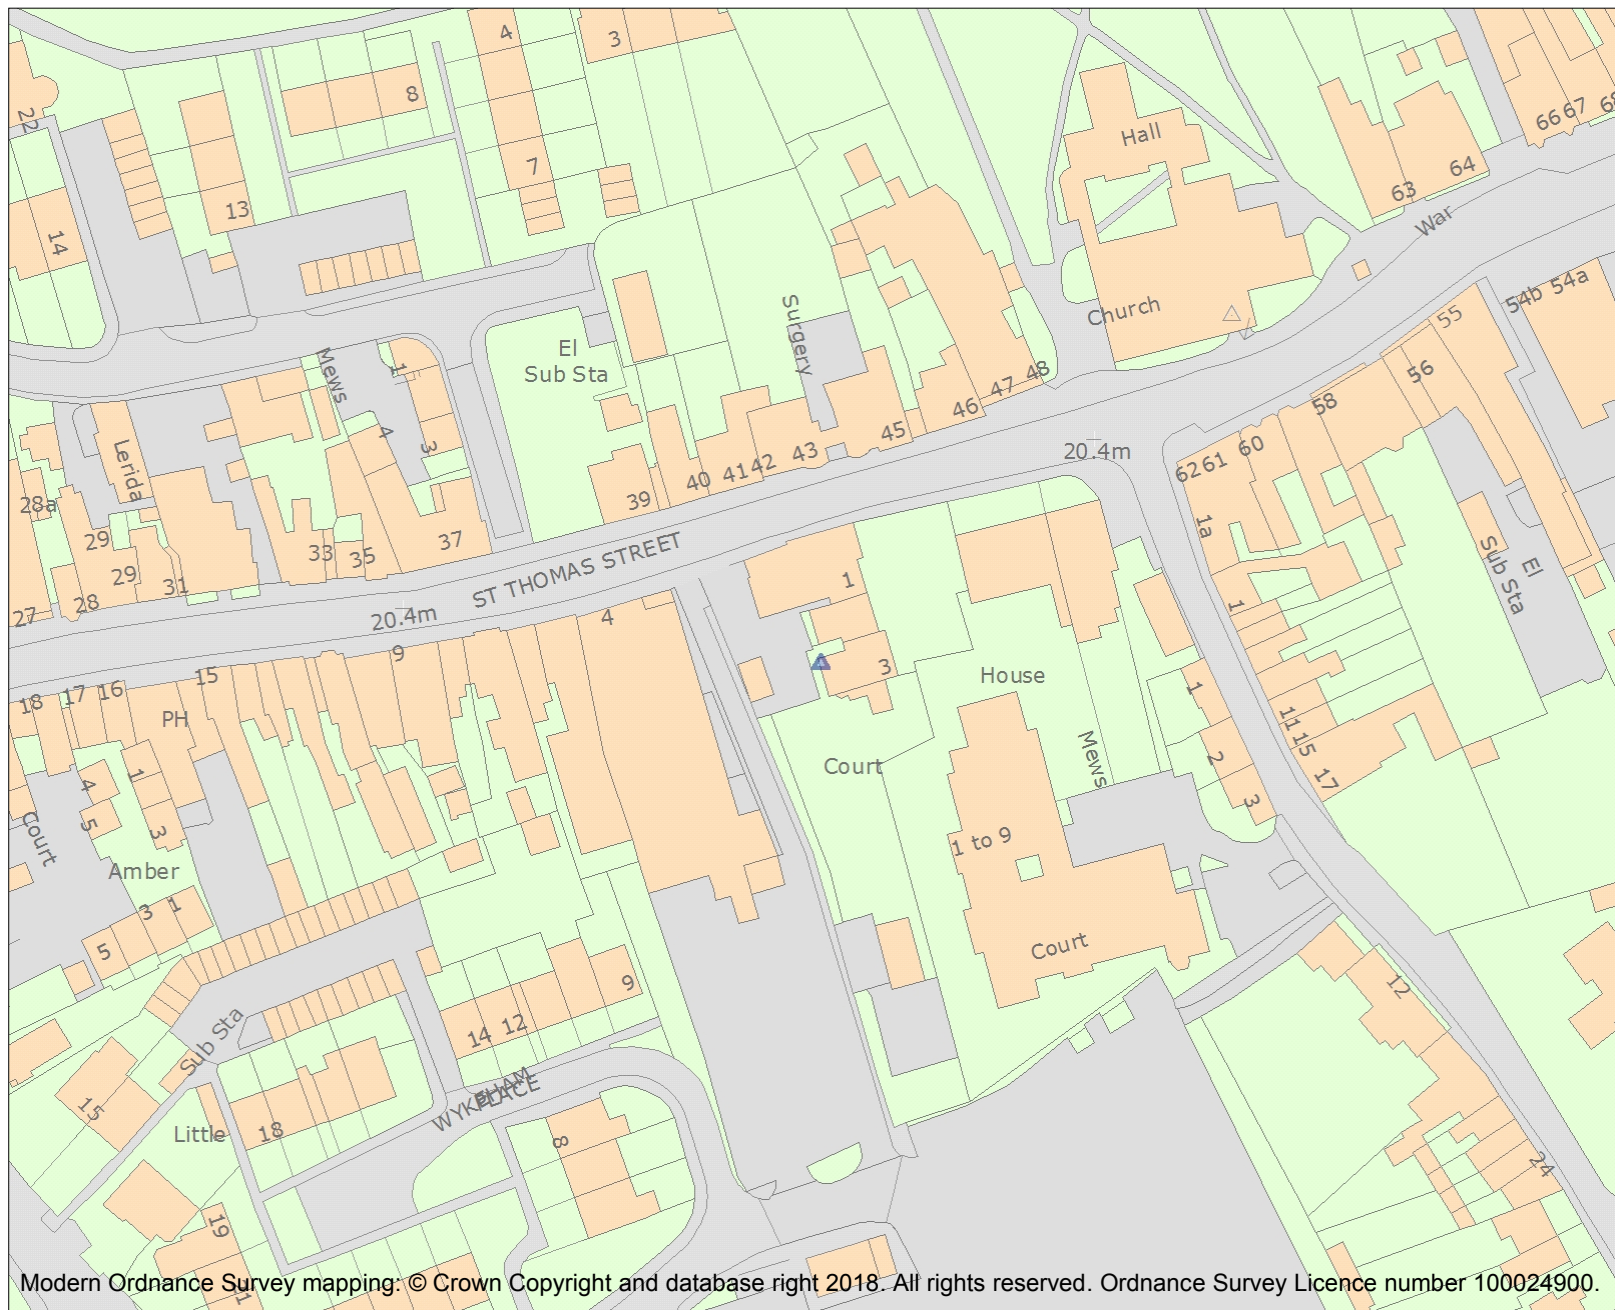 4
3
22
8
7
13
14
Hall
66
67
64
63
War
Surgery
Church
54b
54a
55
56
58
El
Sub Sta
Mews
1
4
3
Lerida
28a
29
29
28
27
31
33
35
37
39
40
41
42
43
45
46
47
48
20.4m
62
61
60
1a
El
Sub Sta
ST THOMAS STREET
20.4m
4
9
15
16
17
18
PH
1
3
House
1
1
11
15
17
2
3
Mews
Court
1 to 9
Court
4
5
1
3
Court
Amber
5
3
1
Sub Sta
14
12
9
12
15
Little
18
WYKEHAM
PLACE
8
24
19
Modern Ordnance Survey mapping: © Crown Copyright and database right 2018. All rights reserved. Ordnance Survey Licence number 100024900.